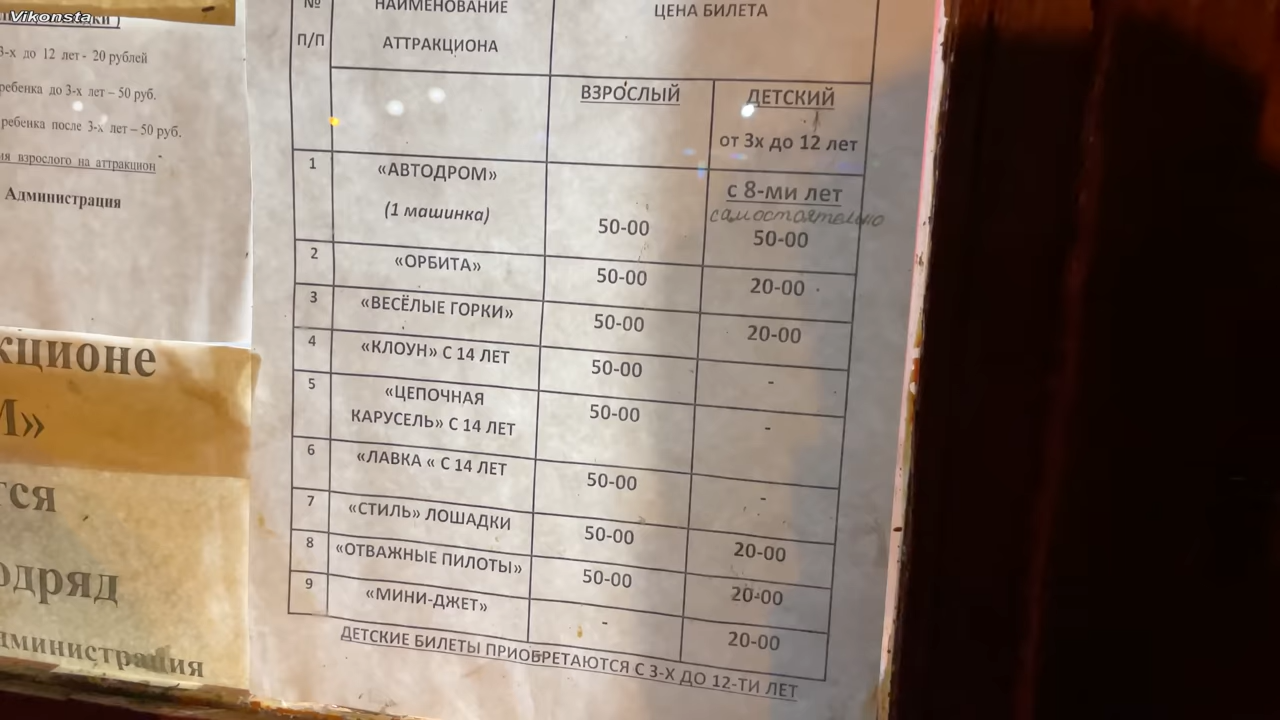 Vikonsta
3-х до 12 лет - 20 рублей
ребенка до 3-х лет – 50 руб.
ребенка после 3-х лет – 50 руб.
взрослого на аттракцион
Администрация
кционе
М»
тся
одряд
дминистрация
№ НАИМЕНОВАНИЕ ЦЕНА БИЛЕТА
П/П АТТРАКЦИОНА
ВЗРОСЛЫЙ ДЕТСКИЙ
от 3х до 12 лет
1 «АВТОДРОМ» с 8-ми лет
самостоятельно
(1 машинка) 50-00 50-00
2 «ОРБИТА» 50-00 20-00
3 «ВЕСЁЛЫЕ ГОРКИ» 50-00 20-00
4 «КЛОУН» С 14 ЛЕТ 50-00 -
5 «ЦЕПОЧНАЯ 50-00 -
КАРУСЕЛЬ» С 14 ЛЕТ
6 «ЛАВКА « С 14 ЛЕТ 50-00 -
7 «СТИЛЬ» ЛОШАДКИ 50-00 20-00
8 «ОТВАЖНЫЕ ПИЛОТЫ» 50-00 20-00
9 «МИНИ-ДЖЕТ» - 20-00
ДЕТСКИЕ БИЛЕТЫ ПРИОБРЕТАЮТСЯ С 3-Х ДО 12-ТИ ЛЕТ